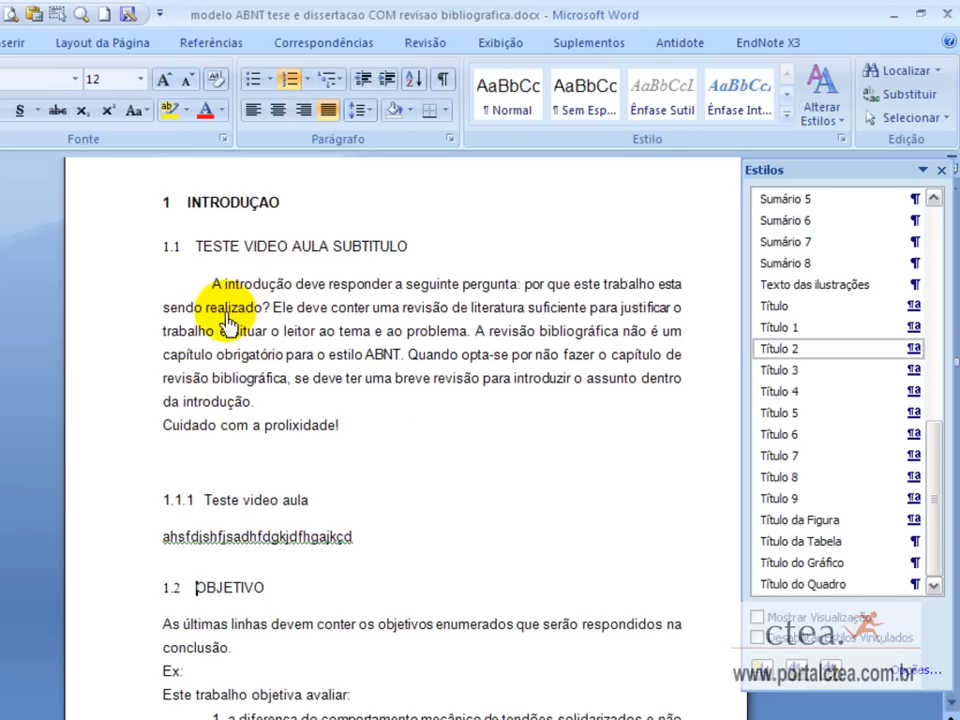 modelo ABNT tese e dissertacao COM revisao bibliografica.docx - Microsoft Word
serir Layout da Página Referências Correspondências Revisão Exibição Suplementos Antidote EndNote X3
12
AaBbCc AaBbCc AaBbCcL AaBbCc
¶ Normal ¶ Sem Esp... Ênfase Sutil Ênfase Int...
Alterar Estilos
Localizar
Substituir
Selecionar
Fonte Parágrafo Estilo Edição
1 INTRODUÇAO
1.1 TESTE VIDEO AULA SUBTITULO
A introdução deve responder a seguinte pergunta: por que este trabalho esta
sendo realizado? Ele deve conter uma revisão de literatura suficiente para justificar o
trabalho e situar o leitor ao tema e ao problema. A revisão bibliográfica não é um
capítulo obrigatório para o estilo ABNT. Quando opta-se por não fazer o capítulo de
revisão bibliográfica, se deve ter uma breve revisão para introduzir o assunto dentro
da introdução.
Cuidado com a prolixidade!
1.1.1 Teste video aula
ahsfdjshfjsadhfdgkjdfhgajkçd
1.2 OBJETIVO
As últimas linhas devem conter os objetivos enumerados que serão respondidos na
conclusão.
Ex:
Este trabalho objetiva avaliar:
1. a diferença do comportamento mecânico de tendões solidarizados e não
Estilos
Sumário 5
Sumário 6
Sumário 7
Sumário 8
Texto das ilustrações
Título
Título 1
Título 2
Título 3
Título 4
Título 5
Título 6
Título 7
Título 8
Título 9
Título da Figura
Título da Tabela
Título do Gráfico
Título do Quadro
Mostrar Visualização
Desabilitar Estilos Vinculados
Opções...
ctea.
www.portalctea.com.br